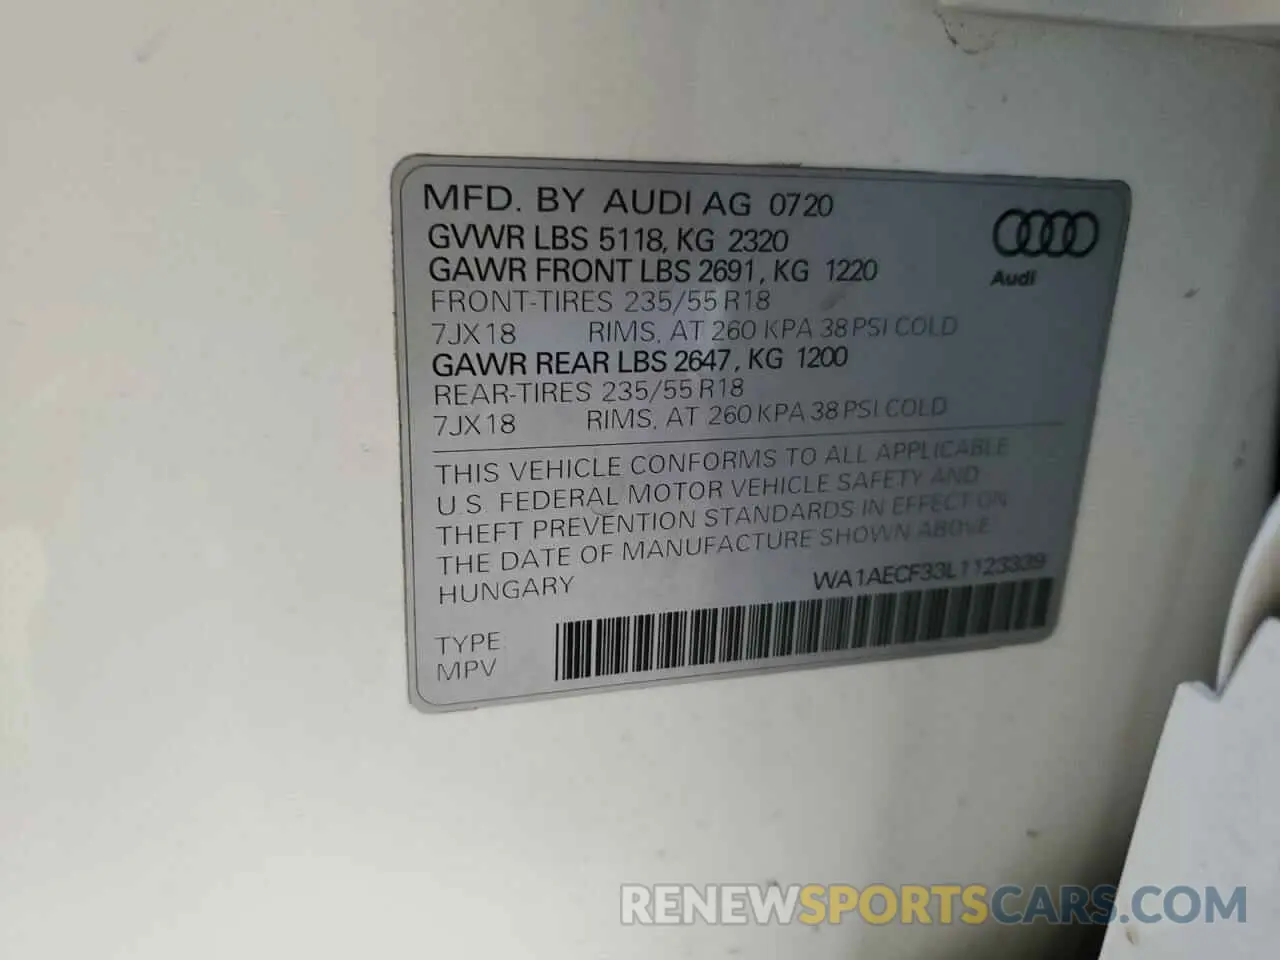 MFD. BY AUDI AG 0720
GVWR LBS 5118, KG 2320
GAWR FRONT LBS 2691, KG 1220
FRONT-TIRES 235/55 R18
7JX18 RIMS, AT 260 KPA 38 PSI COLD
GAWR REAR LBS 2647, KG 1200
REAR-TIRES 235/55 R18
7JX18 RIMS, AT 260 KPA 38 PSI COLD
Audi
THIS VEHICLE CONFORMS TO ALL APPLICABLE
U.S. FEDERAL MOTOR VEHICLE SAFETY AND
THEFT PREVENTION STANDARDS IN EFFECT ON
THE DATE OF MANUFACTURE SHOWN ABOVE
HUNGARY
WA1AECF33L1123339
TYPE
MPV
RENEWSPORTSCARS.COM